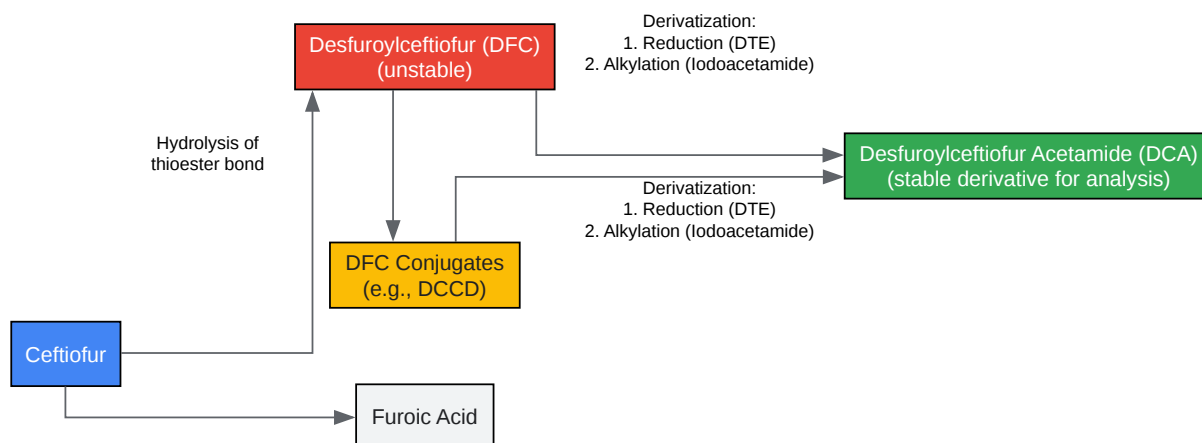 Derivatization:
1. Reduction (DTE)
2. Alkylation (Iodoacetamide)
Desfuroylceftiofur (DFC)
(unstable)
Hydrolysis of
thioester bond
Desfuroylceftiofur Acetamide (DCA)
(stable derivative for analysis)
Derivatization:
1. Reduction (DTE)
2. Alkylation (Iodoacetamide)
DFC Conjugates
(e.g., DCCD)
Ceftiofur
Furoic Acid